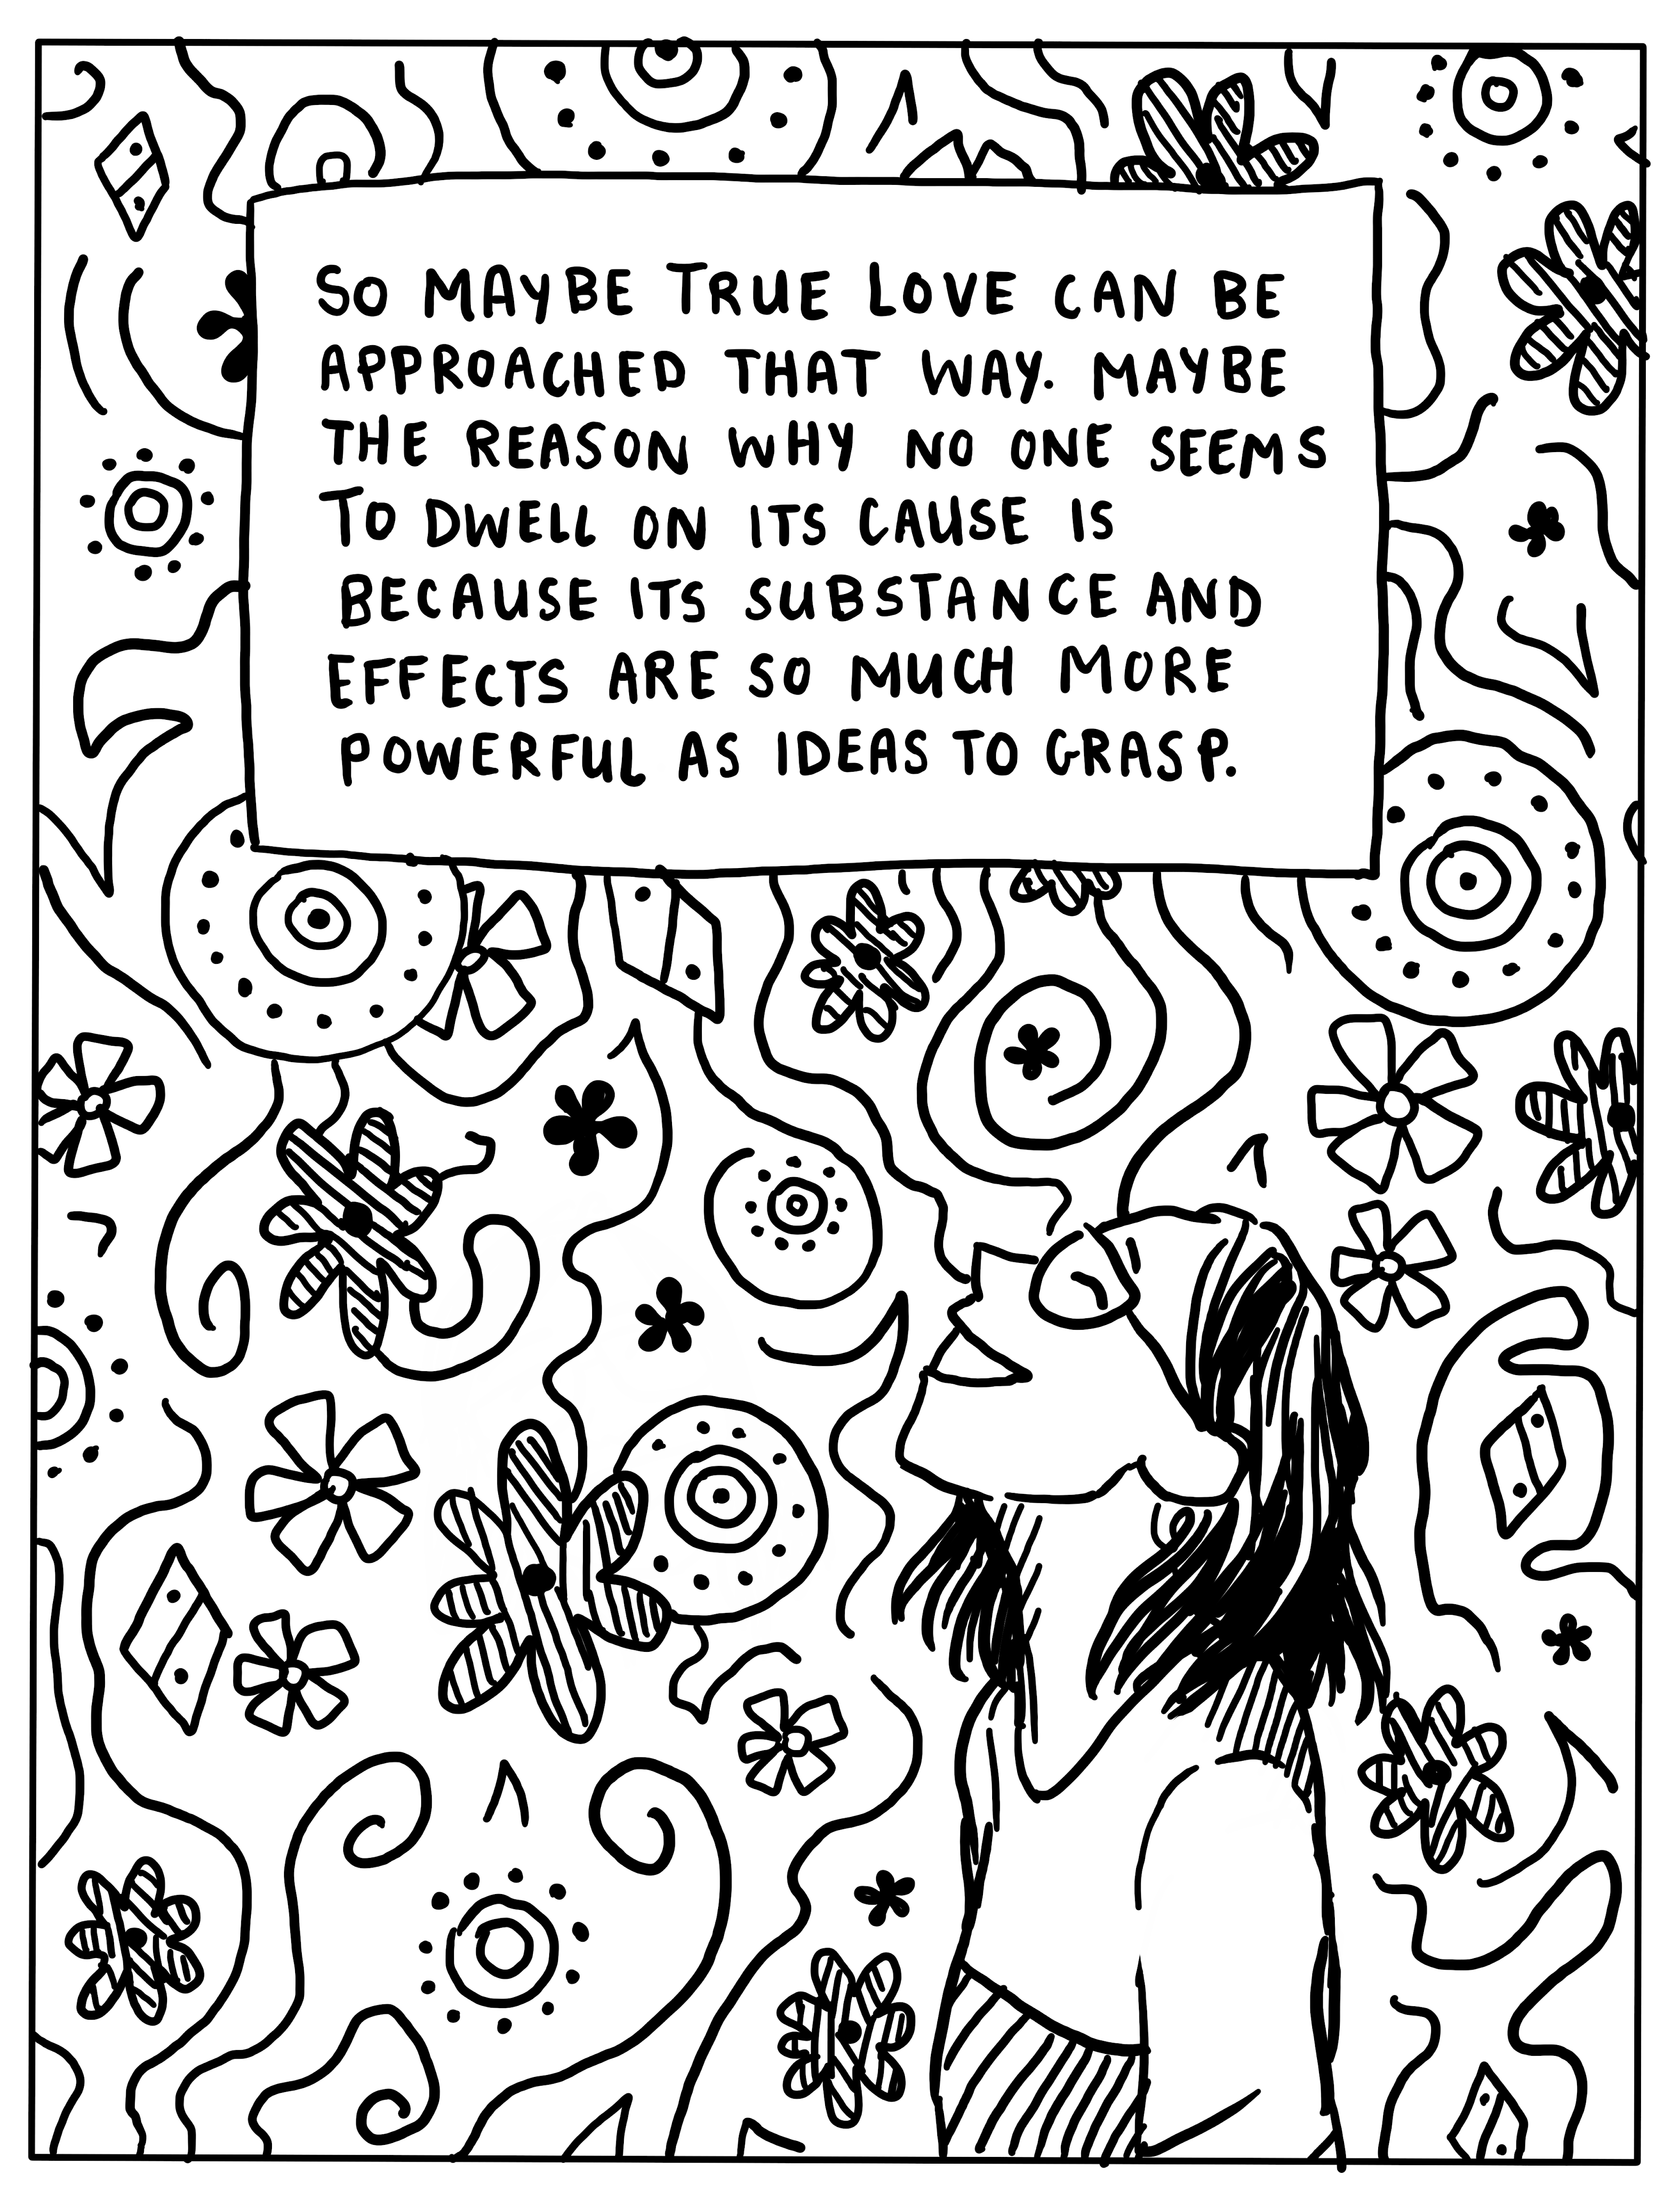 SO MAYBE TRUE LOVE CAN BE
APPROACHED THAT WAY. MAYBE
THE REASON WHY NO ONE SEEMS
TO DWELL ON ITS CAUSE IS
BECAUSE ITS SUBSTANCE AND
EFFECTS ARE SO MUCH MORE
POWERFUL AS IDEAS TO GRASP.